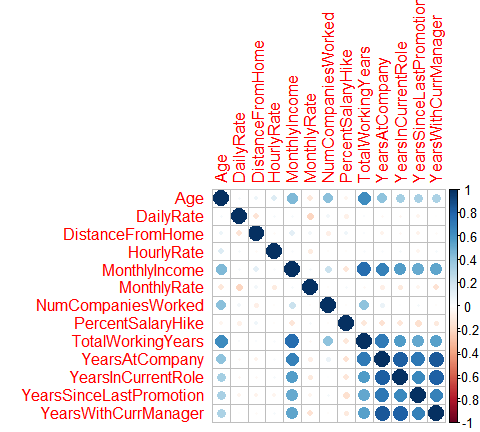 Age
DailyRate
DistanceFromHome
HourlyRate
MonthlyIncome
MonthlyRate
NumCompaniesWorked
PercentSalaryHike
TotalWorkingYears
YearsAtCompany
YearsInCurrentRole
YearsSinceLastPromotion
YearsWithCurrManager
Age
DailyRate
DistanceFromHome
HourlyRate
MonthlyIncome
MonthlyRate
NumCompaniesWorked
PercentSalaryHike
TotalWorkingYears
YearsAtCompany
YearsInCurrentRole
YearsSinceLastPromotion
YearsWithCurrManager
1
0.8
0.6
0.4
0.2
0
-0.2
-0.4
-0.6
-0.8
-1